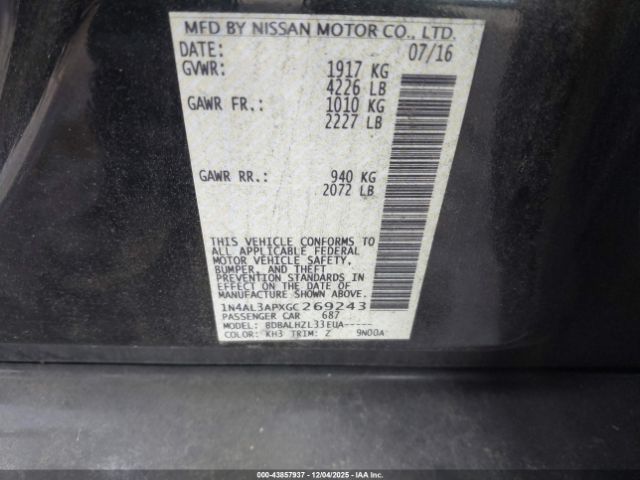 MFD BY NISSAN MOTOR CO., LTD.
DATE: 07/16
GVWR: 1917 KG
4226 LB
GAWR FR.: 1010 KG
2227 LB
GAWR RR.: 940 KG
2072 LB
THIS VEHICLE CONFORMS TO
ALL APPLICABLE FEDERAL
MOTOR VEHICLE SAFETY,
BUMPER, AND THEFT
PREVENTION STANDARDS IN
EFFECT ON THE DATE OF
MANUFACTURE SHOWN ABOVE.
1N4AL3APXGC269243
PASSENGER CAR 687
MODEL: BDBALHZL33EUA-----
COLOR: KH3 TRIM: Z 9N00A
000-43857937 - 12/04/2025 - IAAI.com